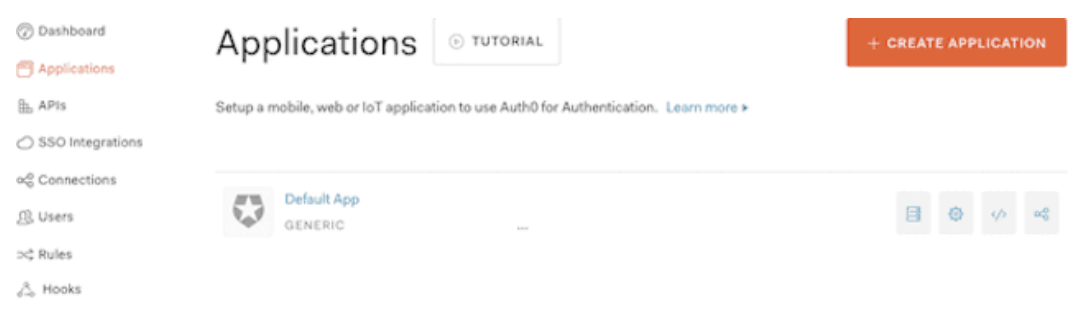 Dashboard
Applications
APIs
SSO Integrations
Connections
Users
Rules
Hooks
Applications
TUTORIAL
+ CREATE APPLICATION
Setup a mobile, web or IoT application to use Auth0 for Authentication. Learn more
Default App
GENERIC
...